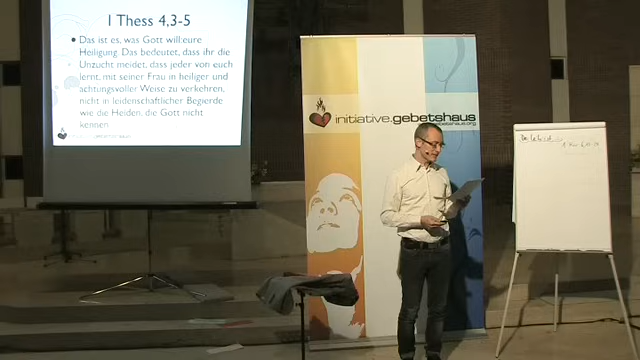 I Thess 4,3-5
• Das ist es, was Gott will:eure
Heiligung. Das bedeutet, dass ihr die
Unzucht meidet, dass jeder von euch
lernt, mit seiner Frau in heiliger und
achtungsvoller Weise zu verkehren,
nicht in leidenschaftlicher Begierde
wie die Heiden, die Gott nicht
kennen
initiative.gebetshaus